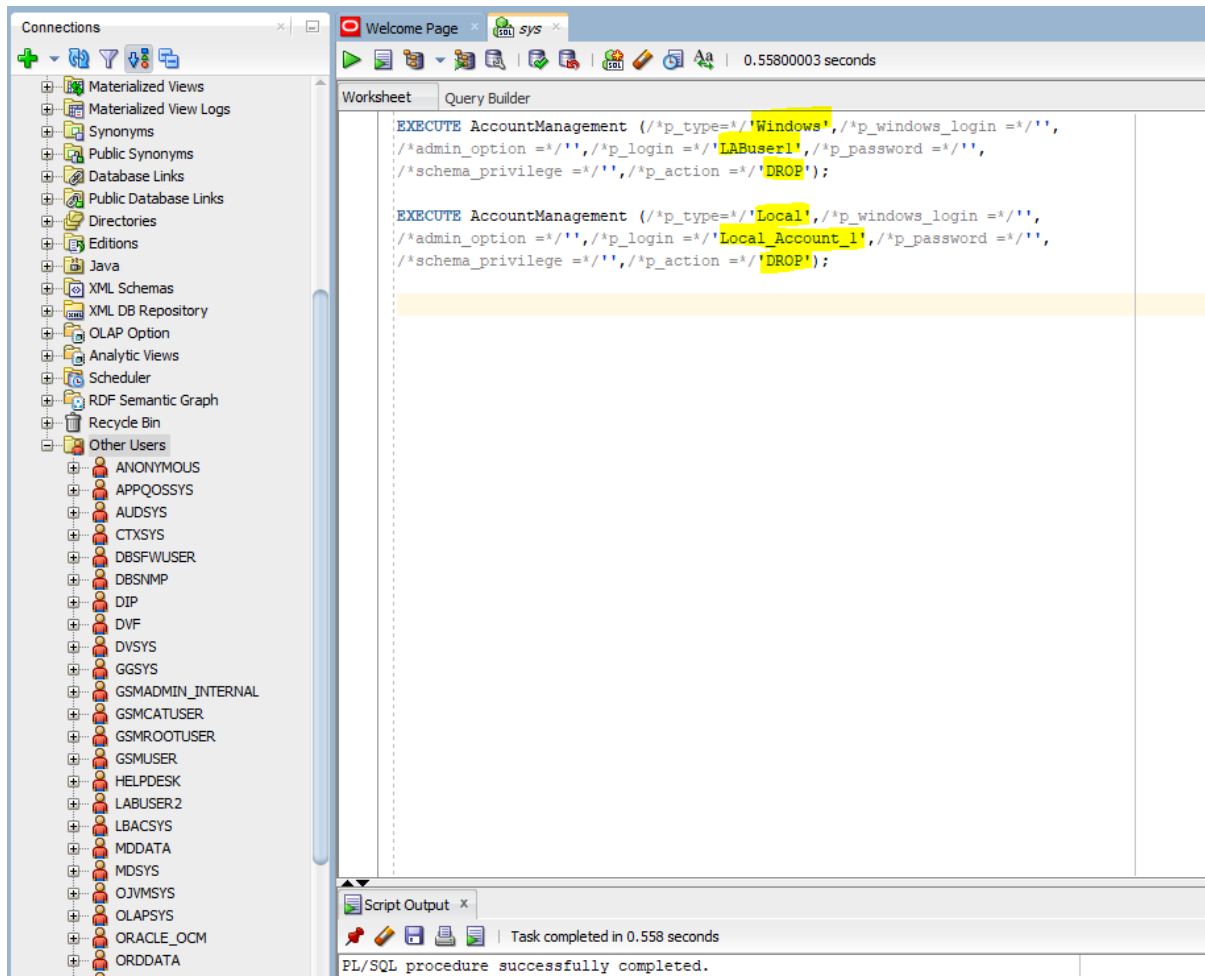 Connections
Materialized Views
Materialized View Logs
Synonyms
Public Synonyms
Database Links
Public Database Links
Directories
Editions
Java
XML Schemas
XML DB Repository
OLAP Option
Analytic Views
Scheduler
RDF Semantic Graph
Recycle Bin
Other Users
ANONYMOUS
APPQOSSYS
AUDSYS
CTXSYS
DBSFWUSER
DBSNMP
DIP
DVF
DVSYS
GGSYS
GSMADMIN_INTERNAL
GSMCATUSER
GSMROOTUSER
GSMUSER
HELPDESK
LABUSER2
LBACSYS
MDDATA
MDSYS
OJVMSYS
OLAPSYS
ORACLE_OCM
ORDDATA
Welcome Page sys
0.55800003 seconds
Worksheet Query Builder
EXECUTE AccountManagement (/*p_type=*/'Windows',/*p_windows_login =*/'',
/*admin_option =*/'',/*p_login =*/'LABuser1',/*p_password =*/'',
/*schema_privilege =*/'',/*p_action =*/'DROP');
EXECUTE AccountManagement (/*p_type=*/'Local',/*p_windows_login =*/'',
/*admin_option =*/'',/*p_login =*/'Local_Account_1',/*p_password =*/'',
/*schema_privilege =*/'',/*p_action =*/'DROP');
Script Output
Task completed in 0.558 seconds
PL/SQL procedure successfully completed.